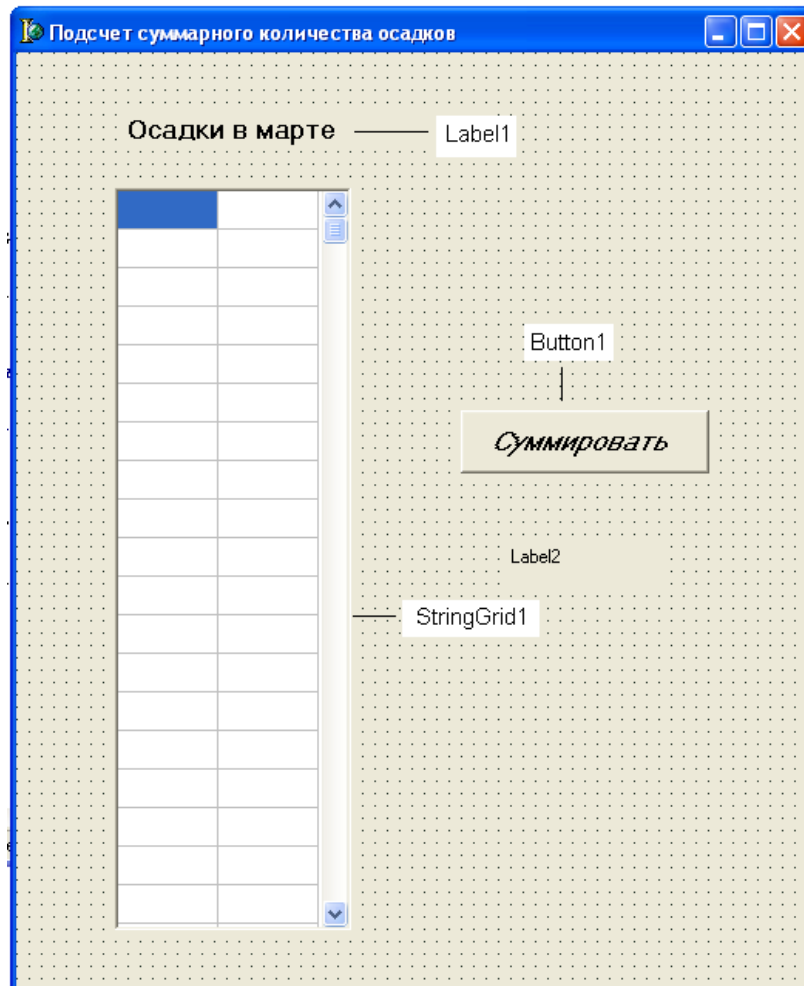 Подсчет суммарного количества осадков
Осадки в марте
Label1
Button1
Суммировать
Label2
StringGrid1